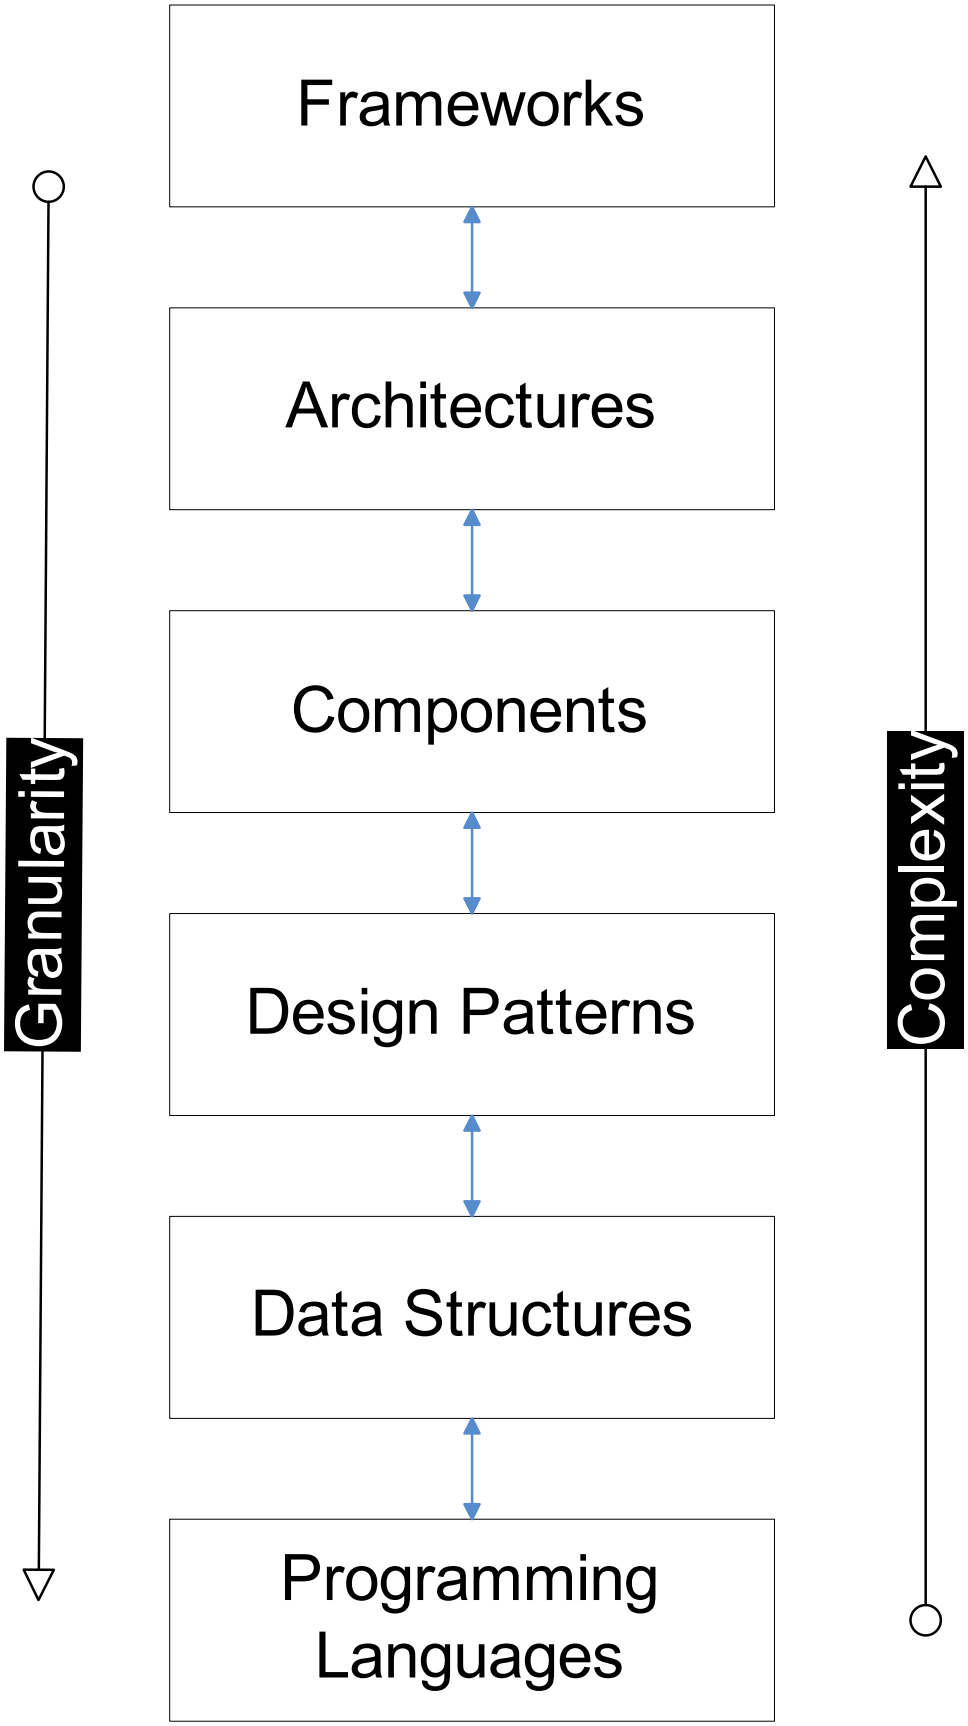 Frameworks
Architectures
Components
Granularity
Complexity
Design Patterns
Data Structures
Programming
Languages